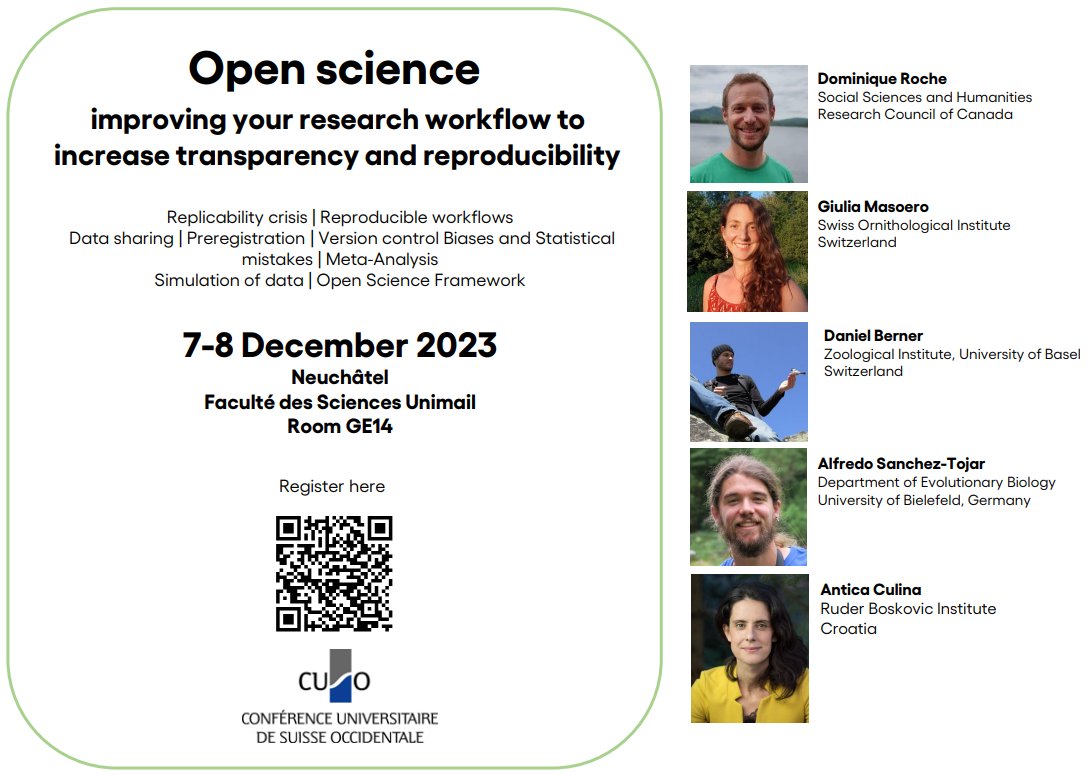 Open science
improving your research workflow to
increase transparency and reproducibility
Replicability crisis | Reproducible workflows
Data sharing | Preregistration | Version control Biases and Statistical
mistakes | Meta-Analysis
Simulation of data | Open Science Framework
7-8 December 2023
Neuchâtel
Faculté des Sciences Unimail
Room GE14
Register here
CUSO
CONFÉRENCE UNIVERSITAIRE
DE SUISSE OCCIDENTALE
Dominique Roche
Social Sciences and Humanities
Research Council of Canada
Giulia Masoero
Swiss Ornithological Institute
Switzerland
Daniel Berner
Zoological Institute, University of Basel
Switzerland
Alfredo Sanchez-Tojar
Department of Evolutionary Biology
University of Bielefeld, Germany
Antica Culina
Ruder Boskovic Institute
Croatia